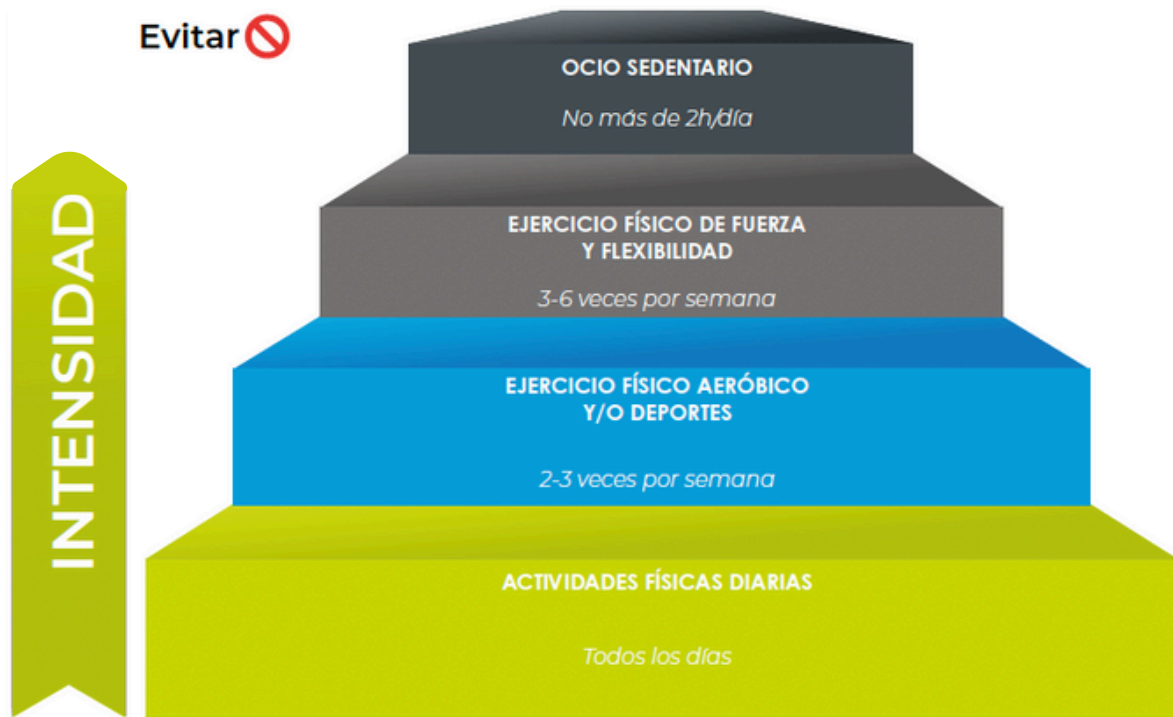 Evitar
OCIO SEDENTARIO
No más de 2h/día
EJERCICIO FÍSICO DE FUERZA
Y FLEXIBILIDAD
3-6 veces por semana
EJERCICIO FÍSICO AERÓBICO
Y/O DEPORTES
2-3 veces por semana
ACTIVIDADES FÍSICAS DIARIAS
Todos los días
INTENSIDAD